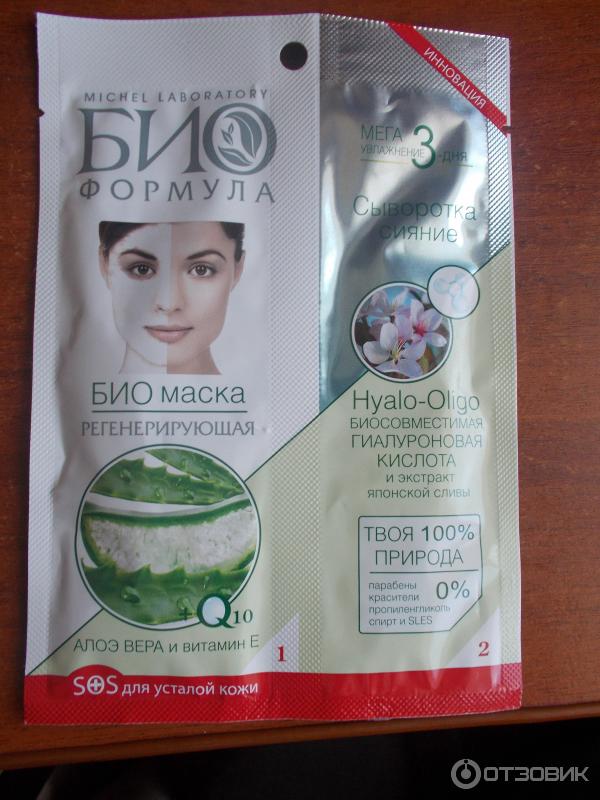 MICHEL LABORATORY
БИО
ФОРМУЛА
БИО маска
РЕГЕНЕРИРУЮЩАЯ
+Q10
АЛОЭ ВЕРА и витамин Е
1
SOS для усталой кожи
ИННОВАЦИЯ
МЕГА
УВЛАЖНЕНИЕ 3-дня
Сыворотка
сияние
Hyalo-Oligo
БИОСОВМЕСТИМАЯ
ГИАЛУРОНОВАЯ
КИСЛОТА
и экстракт
японской сливы
ТВОЯ 100%
ПРИРОДА
парабены
красители 0%
пропиленгликоль
спирт и SLES
2
ОТЗОВИК